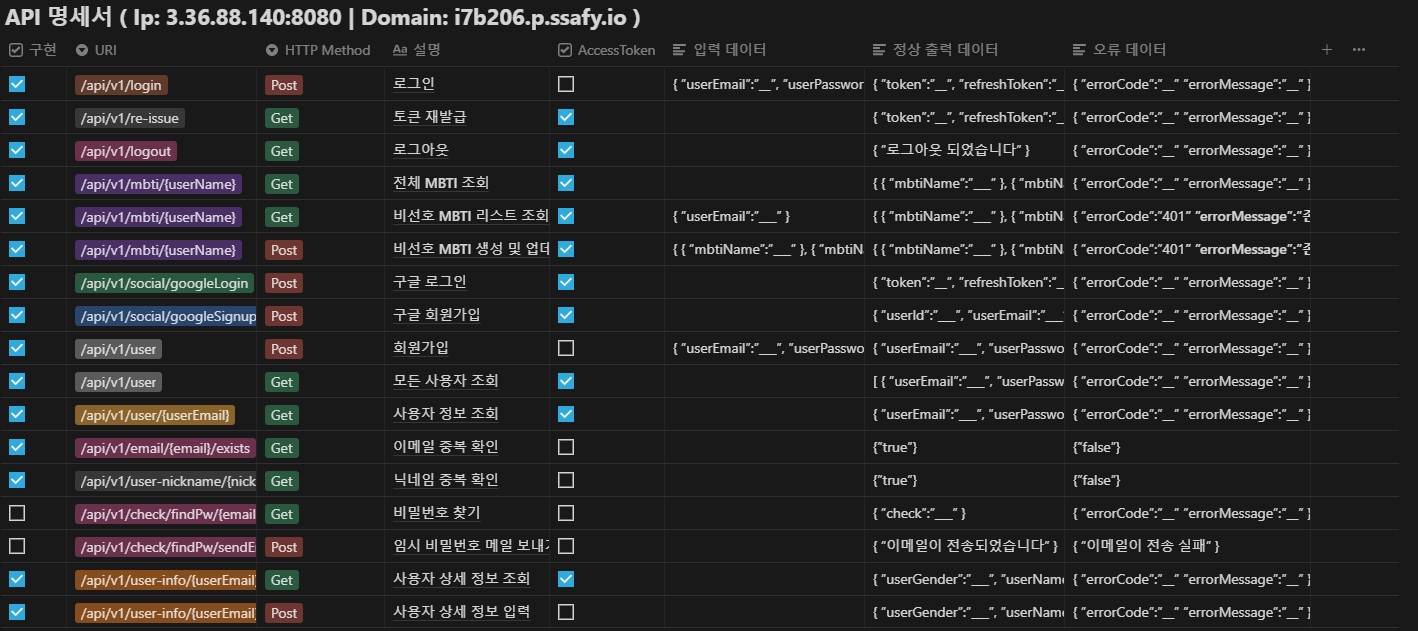 API 명세서 ( Ip: 3.36.88.140:8080 | Domain: i7b206.p.ssafy.io )
구현 URI HTTP Method Aa 설명 AccessToken 입력 데이터 정상 출력 데이터 오류 데이터
/api/v1/login Post 로그인 { "userEmail":"__", "userPasswor { "token":"__", "refreshToken":"_ { "errorCode":"__" "errorMessage":"__" }
/api/v1/re-issue Get 토큰 재발급 { "token":"__", "refreshToken":"_ { "errorCode":"__" "errorMessage":"__" }
/api/v1/logout Get 로그아웃 { "로그아웃 되었습니다" } { "errorCode":"__" "errorMessage":"__" }
/api/v1/mbti/{userName} Get 전체 MBTI 조회 { { "mbtiName":"___" }, { "mbtiN { "errorCode":"__" "errorMessage":"__" }
/api/v1/mbti/{userName} Get 비선호 MBTI 리스트 조회 { "userEmail":"___" } { { "mbtiName":"___" }, { "mbtiN { "errorCode":"401" "errorMessage":"존
/api/v1/mbti/{userName} Post 비선호 MBTI 생성 및 업데 { { "mbtiName":"___" }, { "mbtiN { { "mbtiName":"___" }, { "mbtiN { "errorCode":"401" "errorMessage":"존
/api/v1/social/googleLogin Post 구글 로그인 { "token":"__", "refreshToken":"_ { "errorCode":"__" "errorMessage":"__" }
/api/v1/social/googleSignup Post 구글 회원가입 { "userId":"___", "userEmail":"___ { "errorCode":"__" "errorMessage":"__" }
/api/v1/user Post 회원가입 { "userEmail":"___", "userPasswo { "userEmail":"___", "userPasswo { "errorCode":"__" "errorMessage":"__" }
/api/v1/user Get 모든 사용자 조회 [ { "userEmail":"___", "userPassw { "errorCode":"__" "errorMessage":"__" }
/api/v1/user/{userEmail} Get 사용자 정보 조회 { "userEmail":"___", "userPasswo { "errorCode":"__" "errorMessage":"__" }
/api/v1/email/{email}/exists Get 이메일 중복 확인 {"true"} {"false"}
/api/v1/user-nickname/{nick Get 닉네임 중복 확인 {"true"} {"false"}
/api/v1/check/findPw/{email Get 비밀번호 찾기 { "check":"___" } { "errorCode":"__" "errorMessage":"__" }
/api/v1/check/findPw/sendE Post 임시 비밀번호 메일 보내기 { "이메일이 전송되었습니다" } { "이메일이 전송 실패" }
/api/v1/user-info/{userEmail Get 사용자 상세 정보 조회 { "userGender":"___", "userName { "errorCode":"__" "errorMessage":"__" }
/api/v1/user-info/{userEmail Post 사용자 상세 정보 입력 { "userGender":"___", "userName { "errorCode":"__" "errorMessage":"__" }